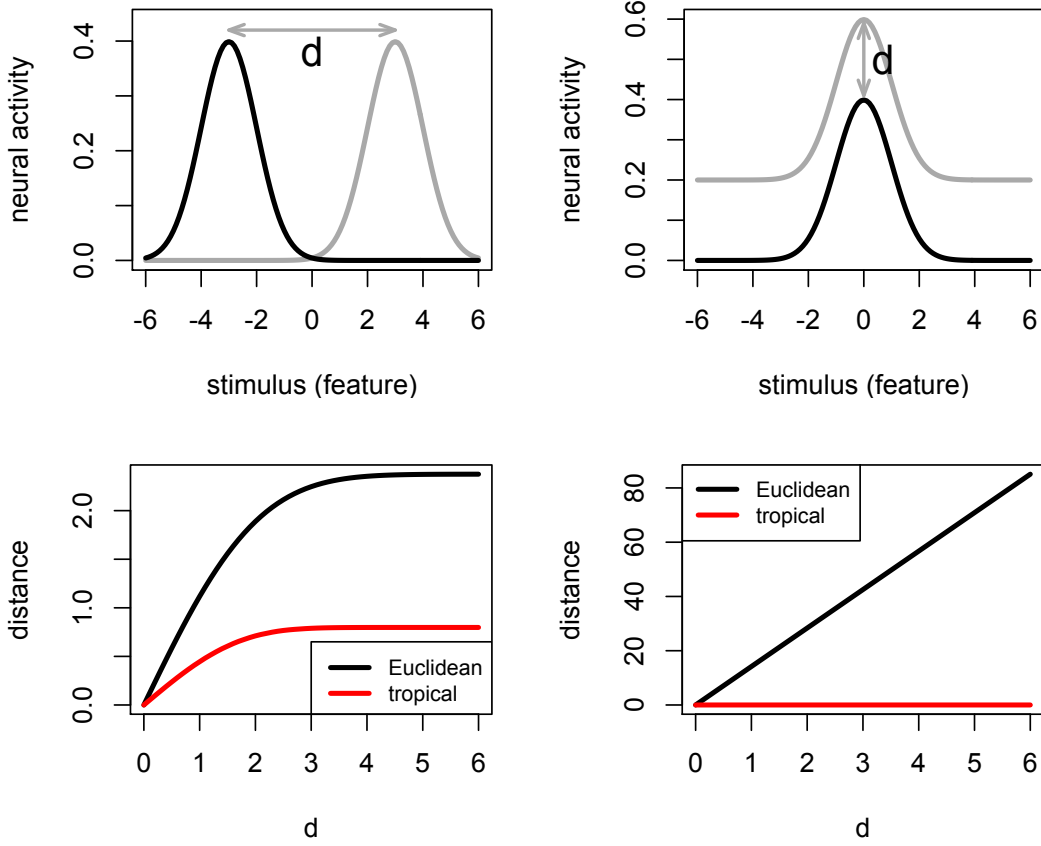 neural activity
0.0 0.2 0.4
d
-6 -4 -2 0 2 4 6
stimulus (feature)
neural activity
0.0 0.2 0.4 0.6
d
-6 -4 -2 0 2 4 6
stimulus (feature)
distance
0.0 1.0 2.0
Euclidean
tropical
0 1 2 3 4 5 6
d
distance
0 20 40 60 80
Euclidean
tropical
0 1 2 3 4 5 6
d